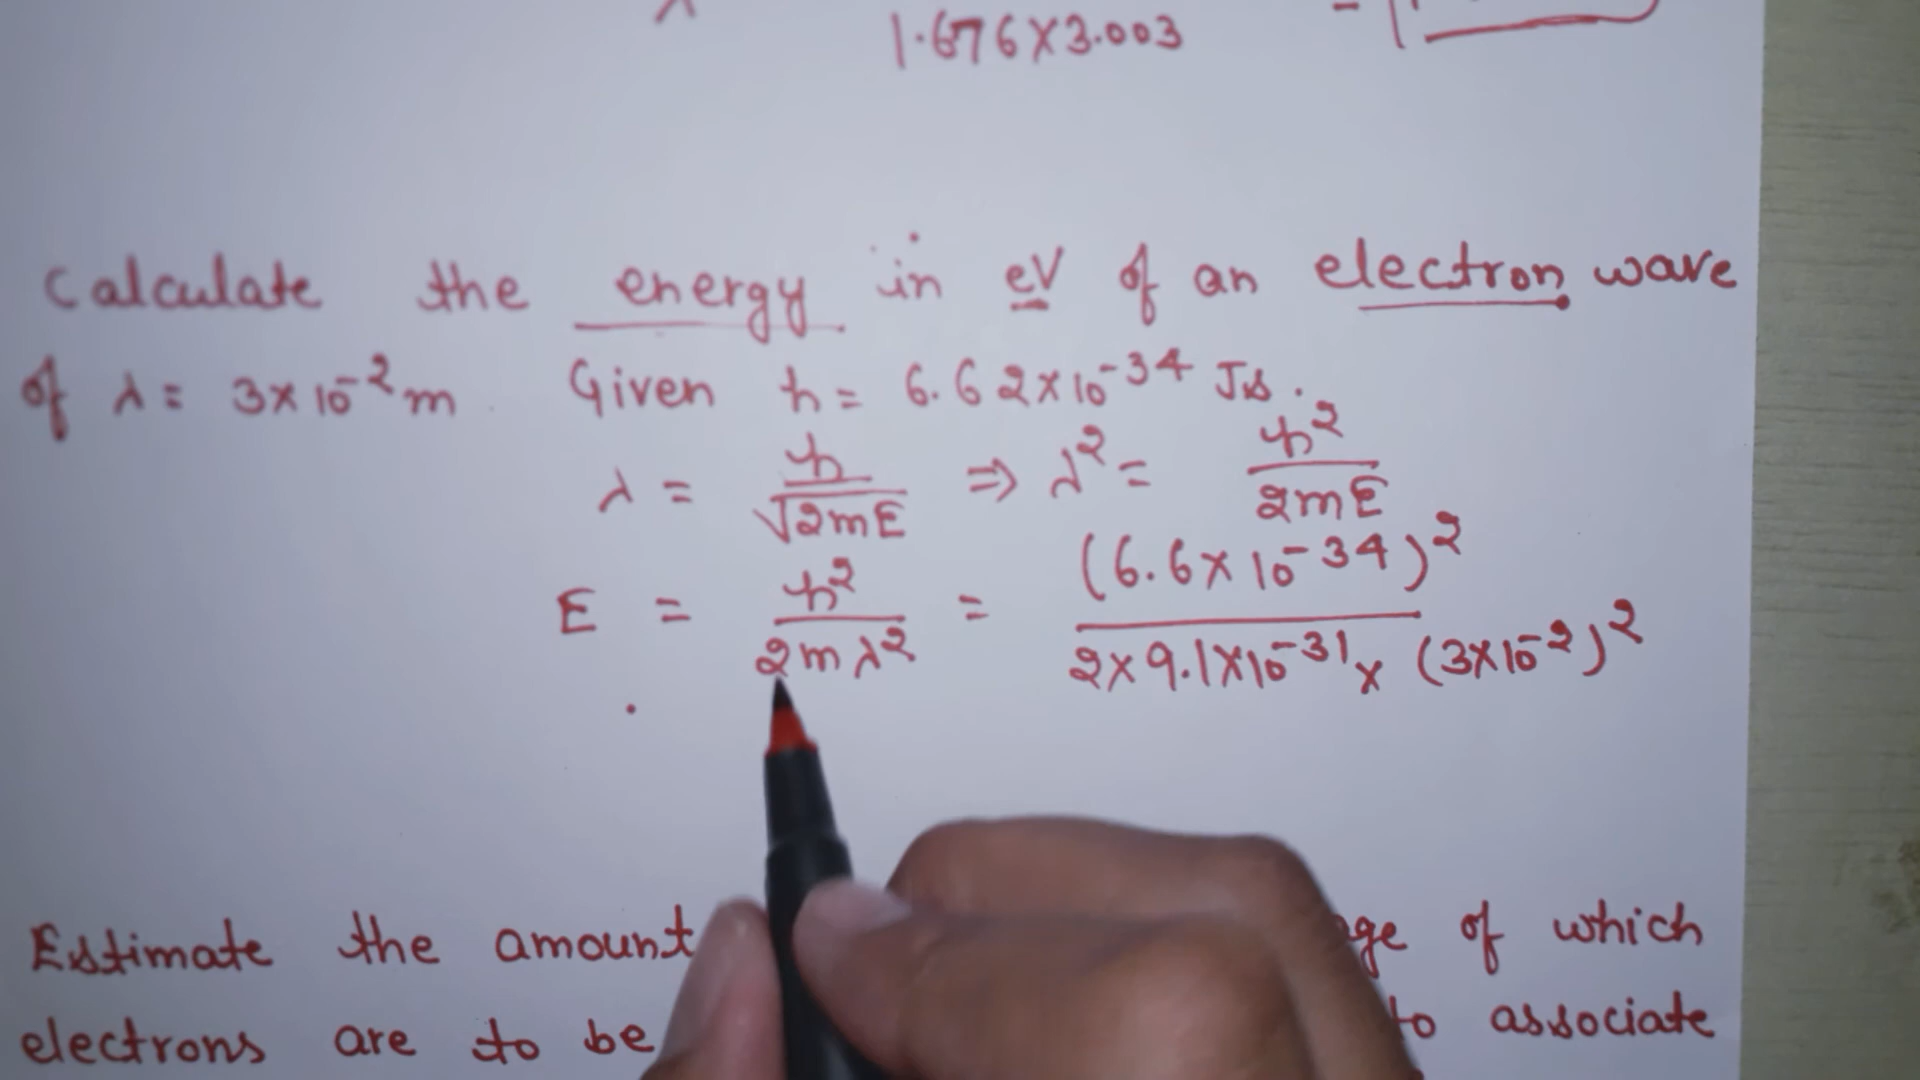 1.676×3.003
Calculate the energy in eV of an electron wave
of λ = 3×10⁻²m Given h = 6.62×10⁻³⁴ Js.
λ = h/√2mE ⇒ λ² = h²/2mE
E = h²/2mλ² = (6.6×10⁻³⁴)²/2×9.1×10⁻³¹× (3×10⁻²)²
Estimate the amount of which
electrons are to be to associate